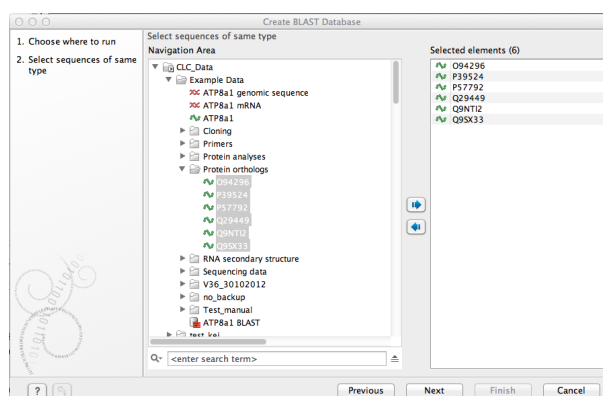 Create BLAST Database
1. Choose where to run
2. Select sequences of same
type
Select sequences of same type
Navigation Area
CLC_Data
Example Data
ATP8a1 genomic sequence
ATP8a1 mRNA
ATP8a1
Cloning
Primers
Protein analyses
Protein orthologs
O94296
P39524
P57792
Q29449
Q9NTI2
Q9SX33
RNA secondary structure
Sequencing data
V36_30102012
no_backup
Test_manual
ATP8a1 BLAST
test_kei
<enter search term>
Selected elements (6)
O94296
P39524
P57792
Q29449
Q9NTI2
Q9SX33
?
Previous
Next
Finish
Cancel